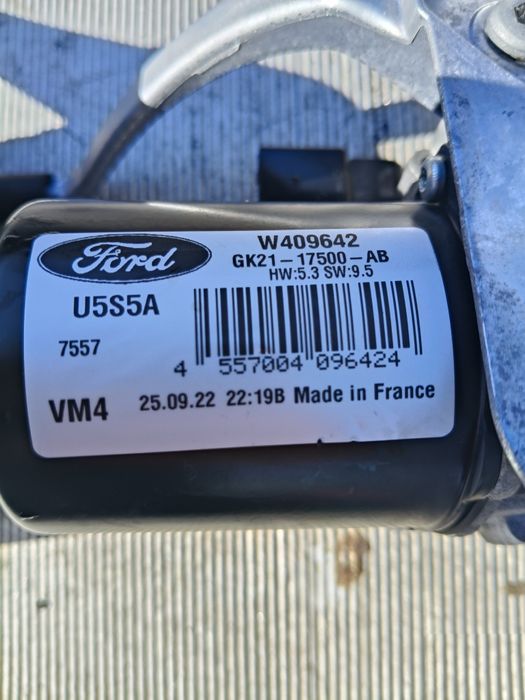 Ford
W409642
GK21-17500-AB
HW:5.3 SW:9.5
U5S5A
7557
4 557004 096424
VM4 25.09.22 22:19B Made in France